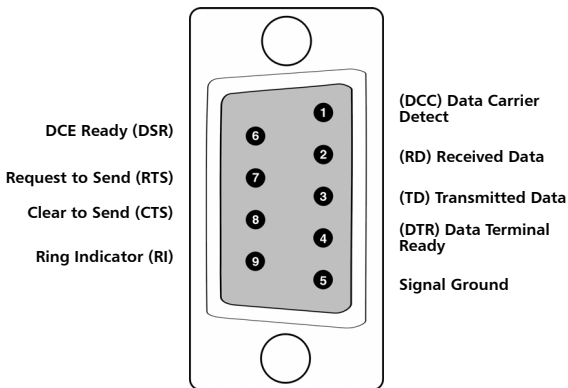 DCE Ready (DSR)
Request to Send (RTS)
Clear to Send (CTS)
Ring Indicator (RI)
6
7
8
9
1
2
3
4
5
(DCC) Data Carrier
Detect
(RD) Received Data
(TD) Transmitted Data
(DTR) Data Terminal
Ready
Signal Ground